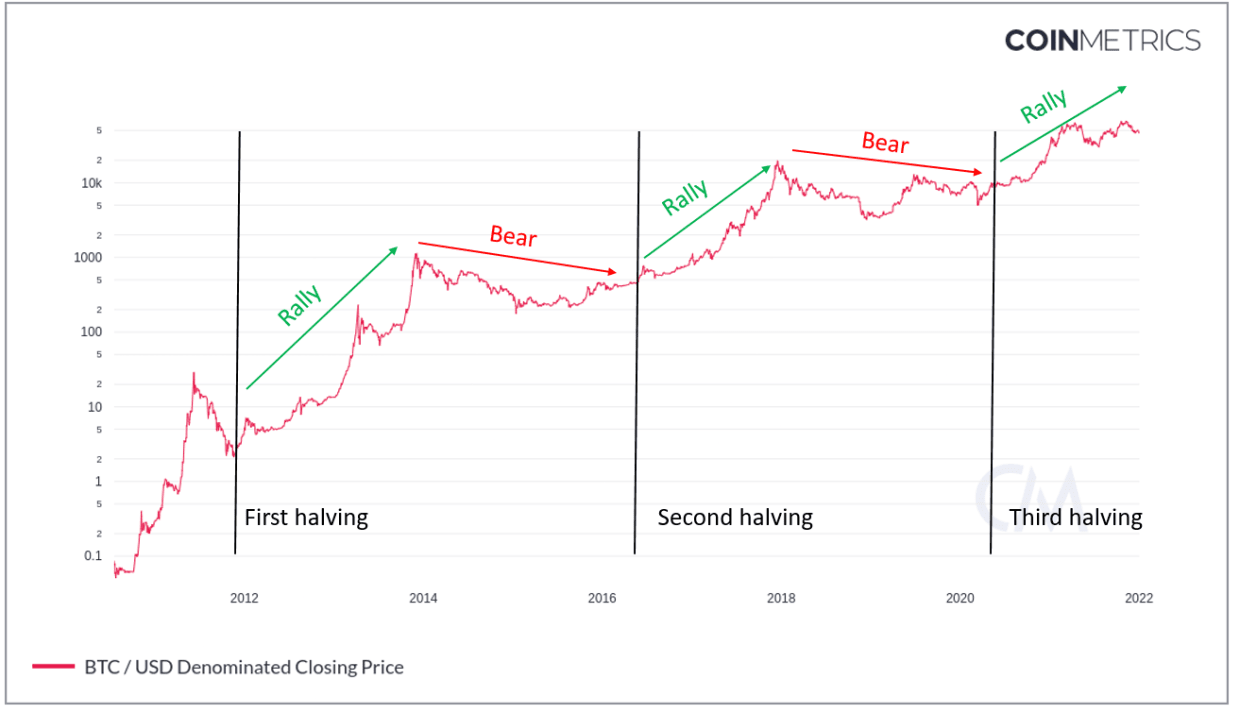 COINMETRICS
Rally
Bear
Rally
Bear
Rally
5
2
10k
5
2
1000
5
2
100
5
2
10
5
2
1
5
2
0.1
First halving
Second halving
Third halving
CM
2012
2014
2016
2018
2020
2022
BTC / USD Denominated Closing Price